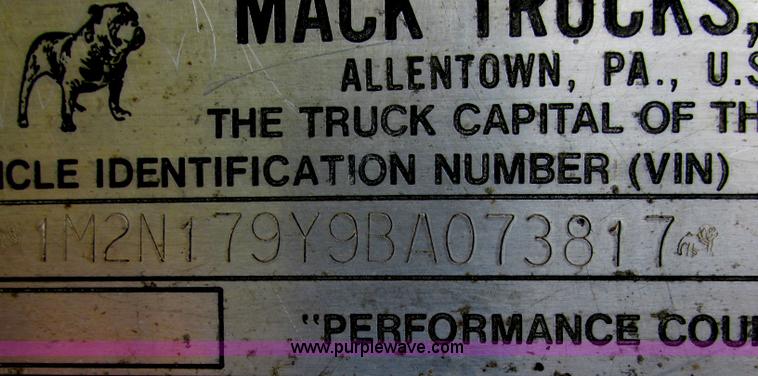 MACK TRUCKS,
ALLENTOWN, PA., U.S
THE TRUCK CAPITAL OF TH
ICLE IDENTIFICATION NUMBER (VIN)
1M2N179Y9BA073817
"PERFORMANCE COU
www.purplewave.com